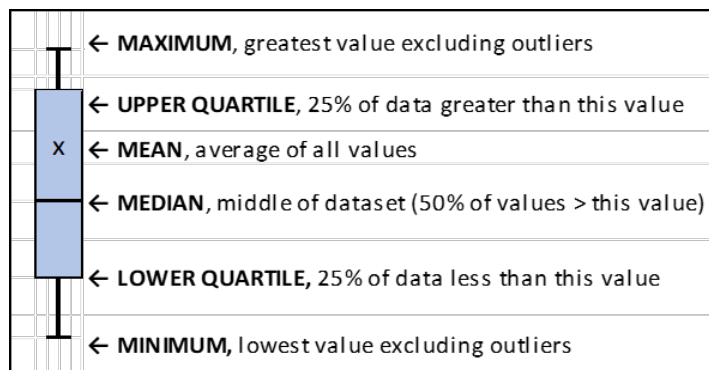 ← MAXIMUM, greatest value excluding outliers
← UPPER QUARTILE, 25% of data greater than this value
X ← MEAN, average of all values
← MEDIAN, middle of dataset (50% of values > this value)
← LOWER QUARTILE, 25% of data less than this value
← MINIMUM, lowest value excluding outliers